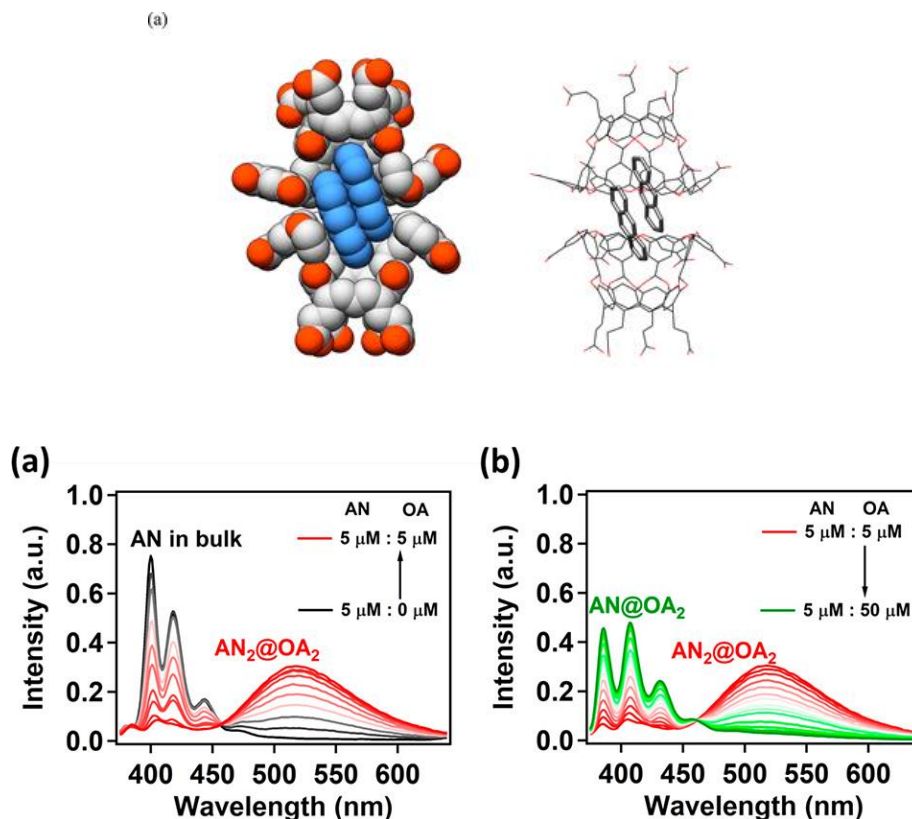 (a)
(a)
1.0
0.8
0.6
0.4
0.2
0.0
Intensity (a.u.)
AN in bulk
AN OA
5 μM : 5 μM
5 μM : 0 μM
AN₂@OA₂
400 450 500 550 600
Wavelength (nm)
(b)
1.0
0.8
0.6
0.4
0.2
0.0
Intensity (a.u.)
AN OA
5 μM : 5 μM
5 μM : 50 μM
AN@OA₂
AN₂@OA₂
400 450 500 550 600
Wavelength (nm)